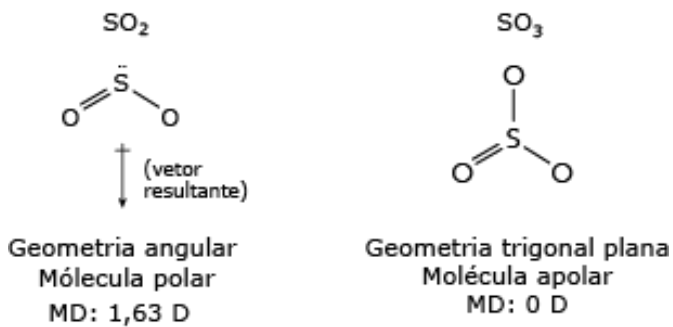 SO₂
S̈
O O
(vetor
resultante)
Geometria angular
Mólecula polar
MD: 1,63 D
SO₃
O
S
O O
Geometria trigonal plana
Molécula apolar
MD: 0 D